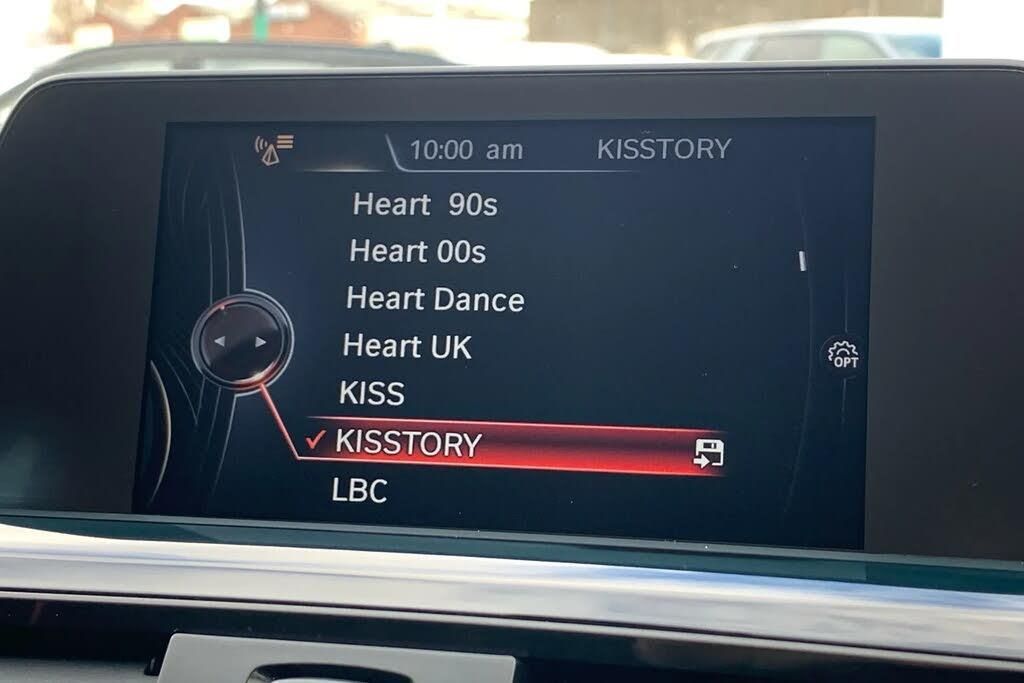 10:00 am KISSTORY
Heart 90s
Heart 00s
Heart Dance
Heart UK
KISS
KISSTORY
LBC
OPT